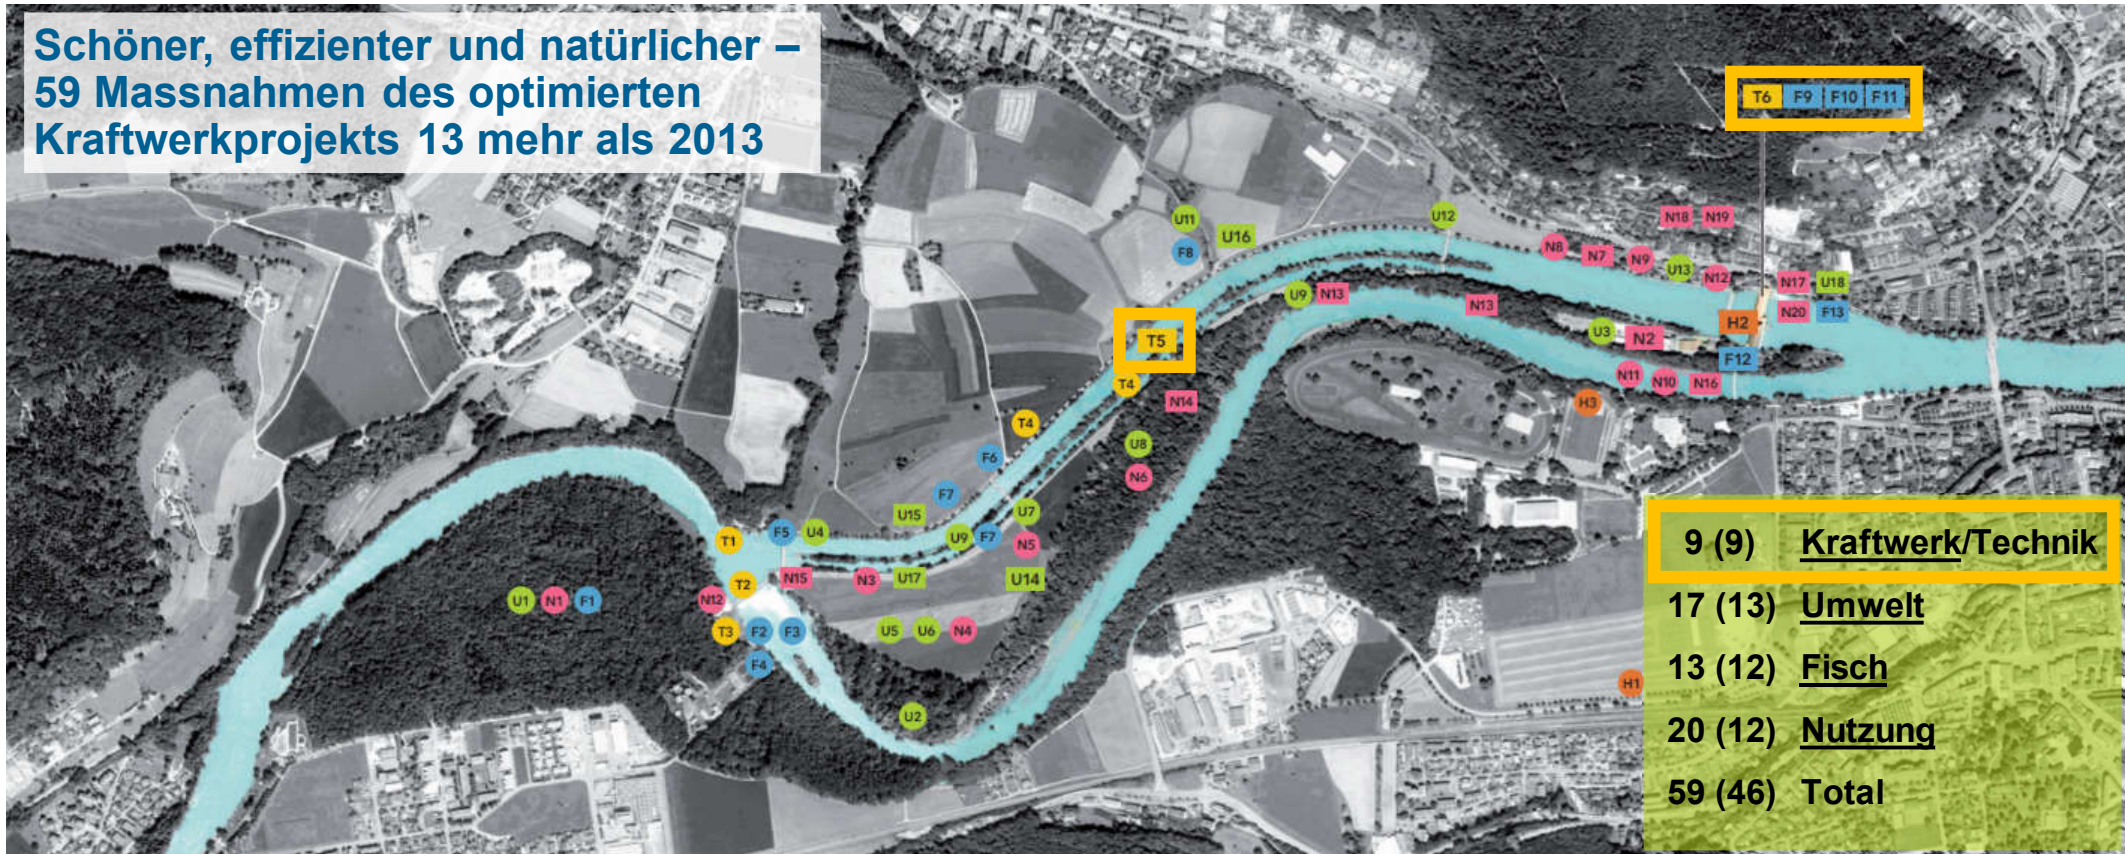 Schöner, effizienter und natürlicher –
59 Massnahmen des optimierten
Kraftwerkprojekts 13 mehr als 2013
T6 F9 F10 F11
U11
U12
N18 N19
F8
U16
N8 N7 N9 U13 N12
N17 U18
U9 N13
N13
N20 F13
T5
U3 N2
H2
F12
T4
N14
N11 N10 N16
H3
T4
U8
F6
N6
F7
U15
U7
T1
F5 U4
U9 F7
N5
T2
N15
N3 U17
U14
U1 N1 F1
N12
T3 F2 F3
U5 U6 N4
F4
H1
U2
9 (9) Kraftwerk/Technik
17 (13) Umwelt
13 (12) Fisch
20 (12) Nutzung
59 (46) Total